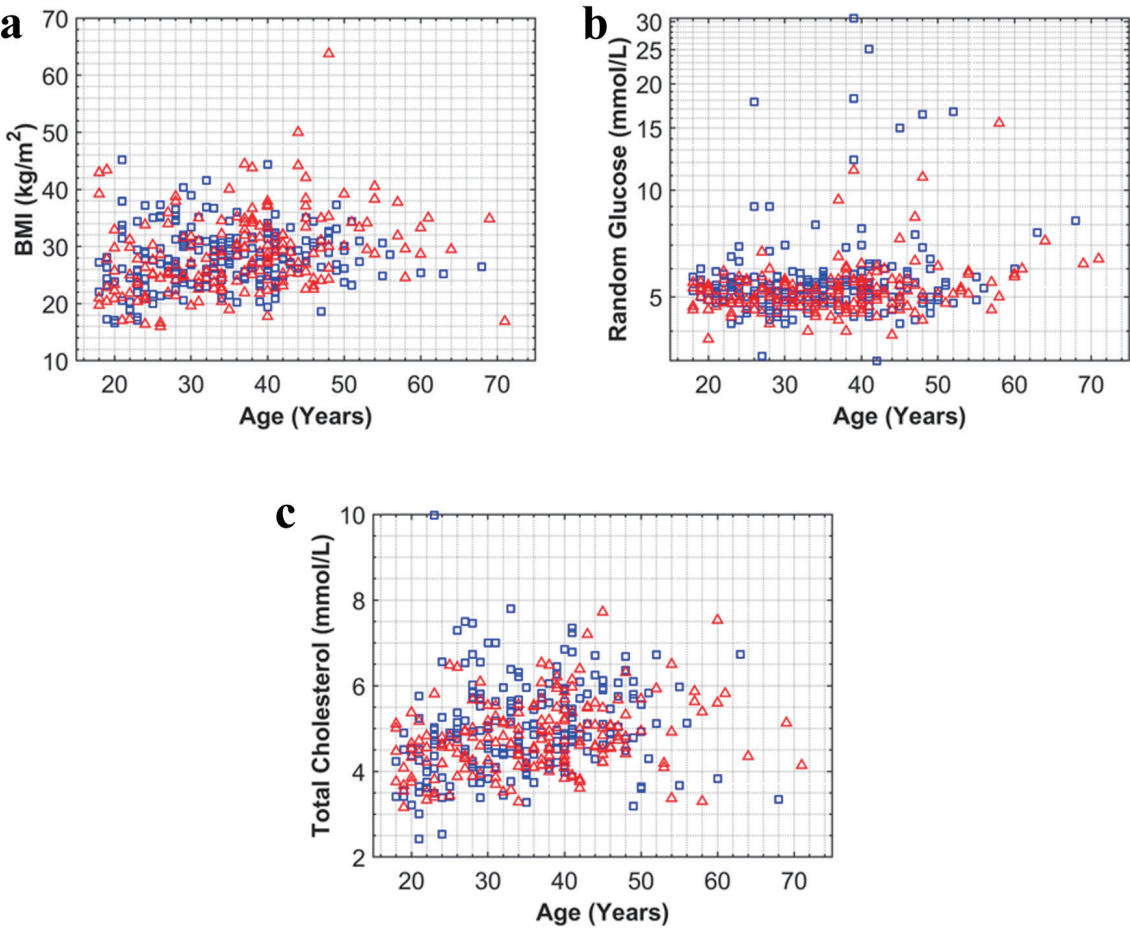 a
70
60
50
40
30
20
10
BMI (kg/m²)
20 30 40 50 60 70
Age (Years)
b
30
25
20
15
10
5
Random Glucose (mmol/L)
20 30 40 50 60 70
Age (Years)
c
10
8
6
4
2
Total Cholesterol (mmol/L)
20 30 40 50 60 70
Age (Years)